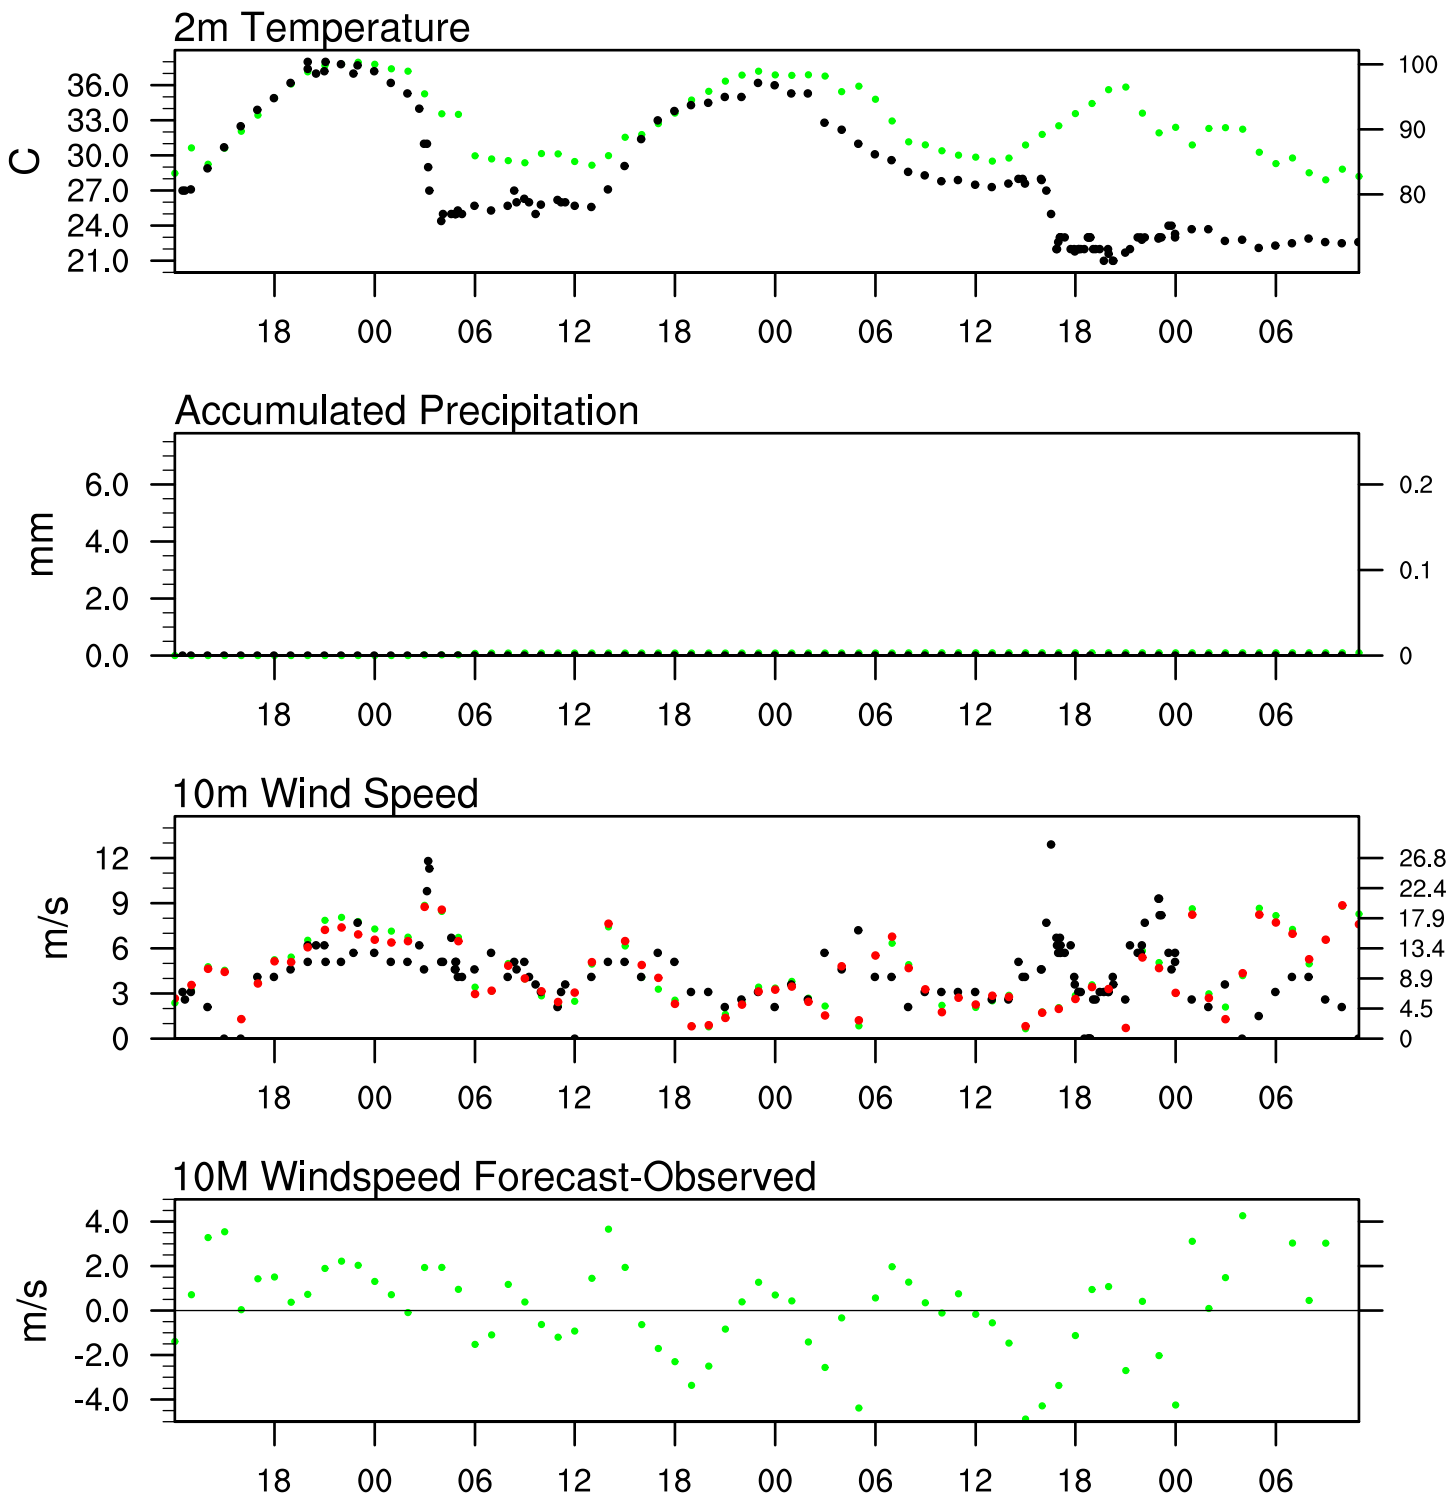 2m Temperature
36.0
33.0
30.0
27.0
24.0
21.0
C
100
90
80
18 00 06 12 18 00 06 12 18 00 06
Accumulated Precipitation
6.0
4.0
2.0
0.0
mm
0.2
0.1
0
18 00 06 12 18 00 06 12 18 00 06
10m Wind Speed
12
9
6
3
0
m/s
26.8
22.4
17.9
13.4
8.9
4.5
0
18 00 06 12 18 00 06 12 18 00 06
10M Windspeed Forecast-Observed
4.0
2.0
0.0
-2.0
-4.0
m/s
18 00 06 12 18 00 06 12 18 00 06